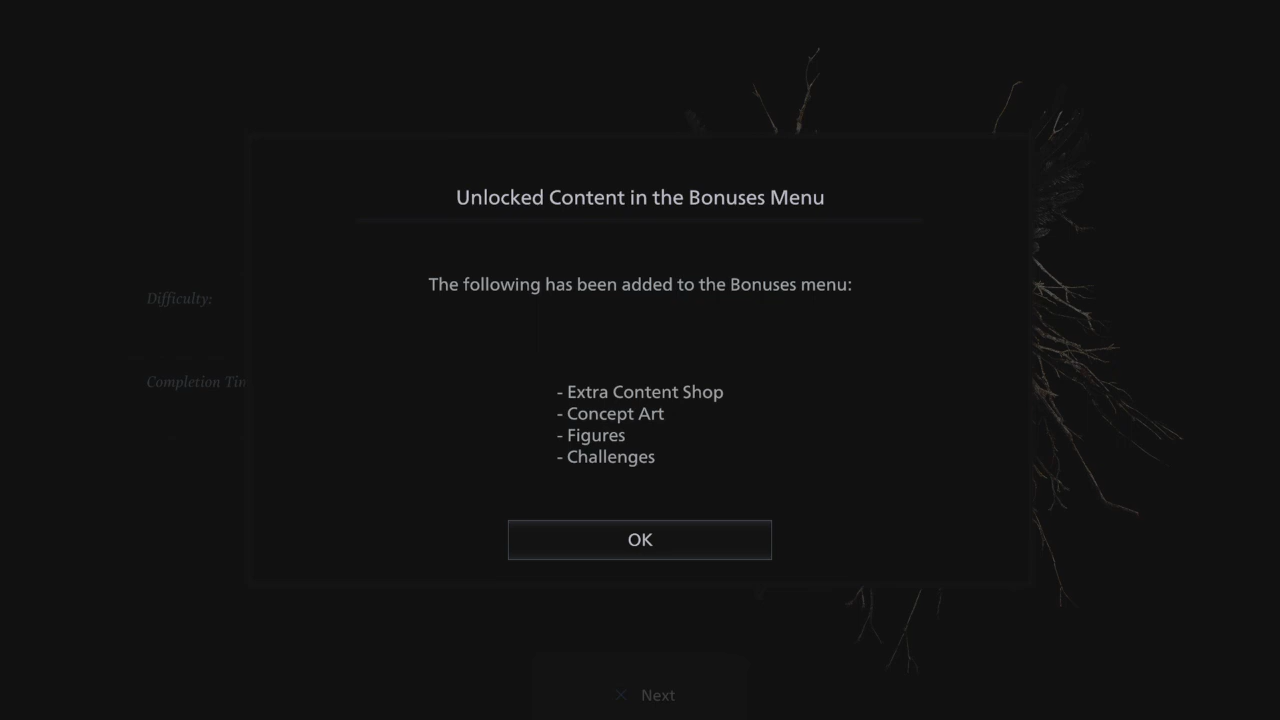 Unlocked Content in the Bonuses Menu
The following has been added to the Bonuses menu:
Difficulty:
Completion Tim
- Extra Content Shop
- Concept Art
- Figures
- Challenges
OK
Next